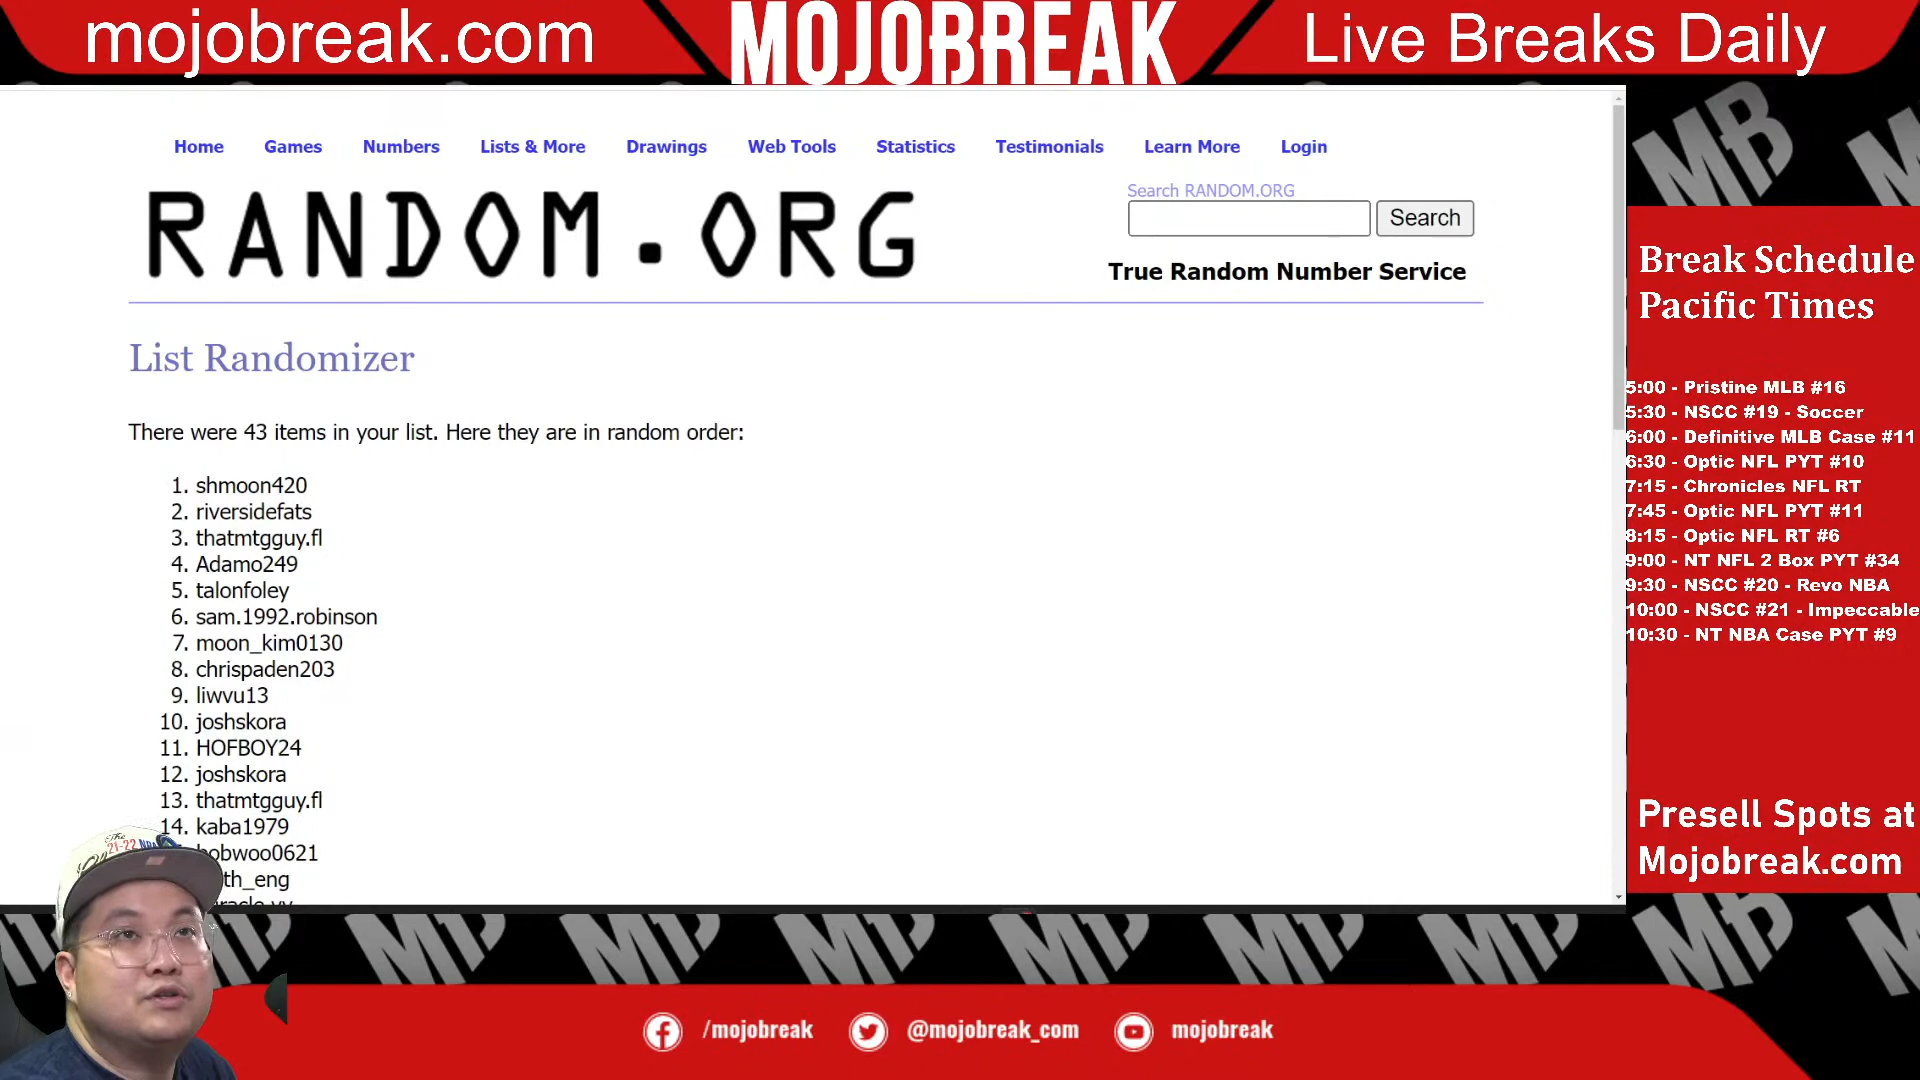 mojobreak.com
MOJOBREAK
Live Breaks Daily
Home Games Numbers Lists & More Drawings Web Tools Statistics Testimonials Learn More Login
RANDOM.ORG
Search RANDOM.ORG
Search
True Random Number Service
List Randomizer
There were 43 items in your list. Here they are in random order:
1. shmoon420
2. riversidefats
3. thatmtgguy.fl
4. Adamo249
5. talonfoley
6. sam.1992.robinson
7. moon_kim0130
8. chrispaden203
9. liwvu13
10. joshskora
11. HOFBOY24
12. joshskora
13. thatmtgguy.fl
14. kaba1979
bobwoo0621
th_eng
Break Schedule
Pacific Times
5:00 - Pristine MLB #16
5:30 - NSCC #19 - Soccer
6:00 - Definitive MLB Case #11
6:30 - Optic NFL PYT #10
7:15 - Chronicles NFL RT
7:45 - Optic NFL PYT #11
8:15 - Optic NFL RT #6
9:00 - NT NFL 2 Box PYT #34
9:30 - NSCC #20 - Revo NBA
10:00 - NSCC #21 - Impeccable
10:30 - NT NBA Case PYT #9
Presell Spots at
Mojobreak.com
The
21-22
/mojobreak
@mojobreak_com
mojobreak